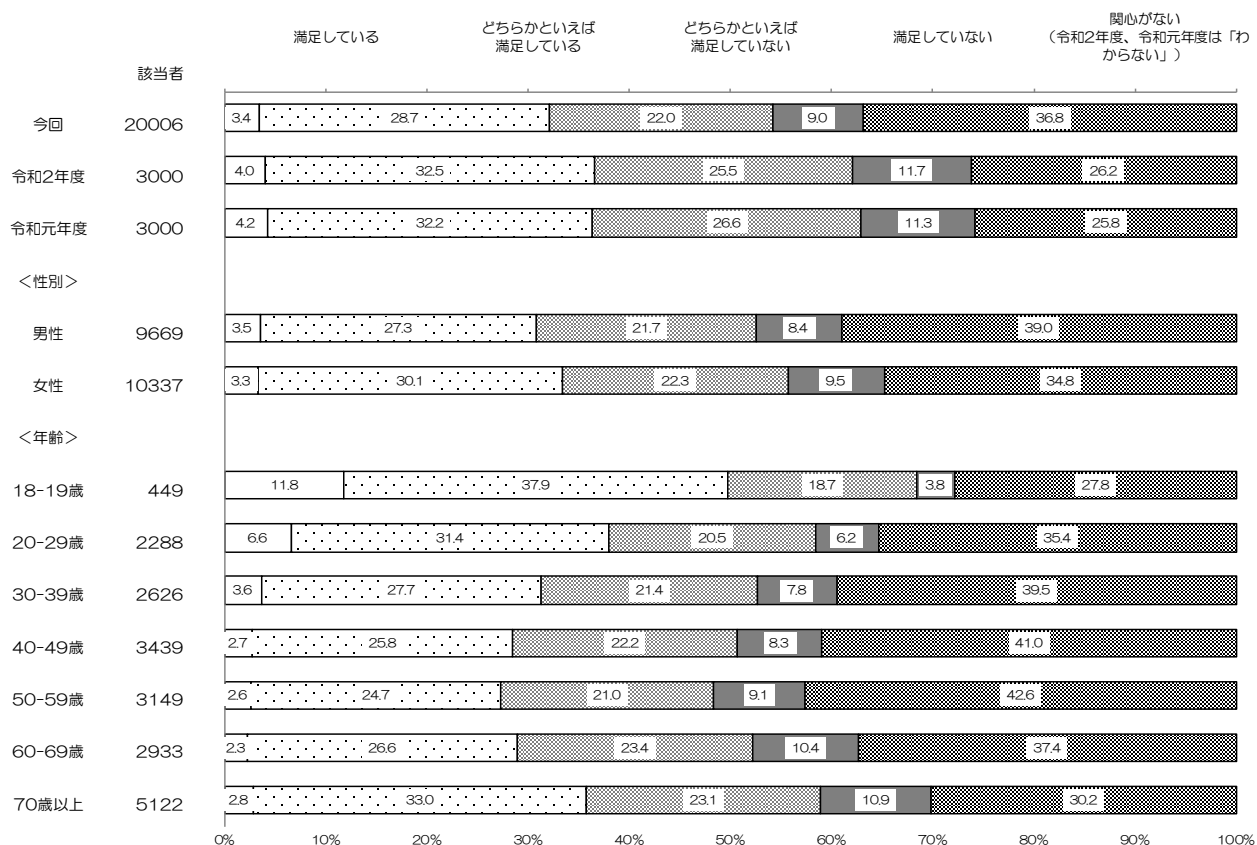 満足している
どちらかといえば
満足している
どちらかといえば
満足していない
満足していない
関心がない
（令和2年度、令和元年度は「わ
からない」）
該当者
今回 20006 3.4 28.7 22.0 9.0 36.8
令和2年度 3000 4.0 32.5 25.5 11.7 26.2
令和元年度 3000 4.2 32.2 26.6 11.3 25.8
＜性別＞
男性 9669 3.5 27.3 21.7 8.4 39.0
女性 10337 3.3 30.1 22.3 9.5 34.8
＜年齢＞
18-19歳 449 11.8 37.9 18.7 3.8 27.8
20-29歳 2288 6.6 31.4 20.5 6.2 35.4
30-39歳 2626 3.6 27.7 21.4 7.8 39.5
40-49歳 3439 2.7 25.8 22.2 8.3 41.0
50-59歳 3149 2.6 24.7 21.0 9.1 42.6
60-69歳 2933 2.3 26.6 23.4 10.4 37.4
70歳以上 5122 2.8 33.0 23.1 10.9 30.2
0% 10% 20% 30% 40% 50% 60% 70% 80% 90% 100%